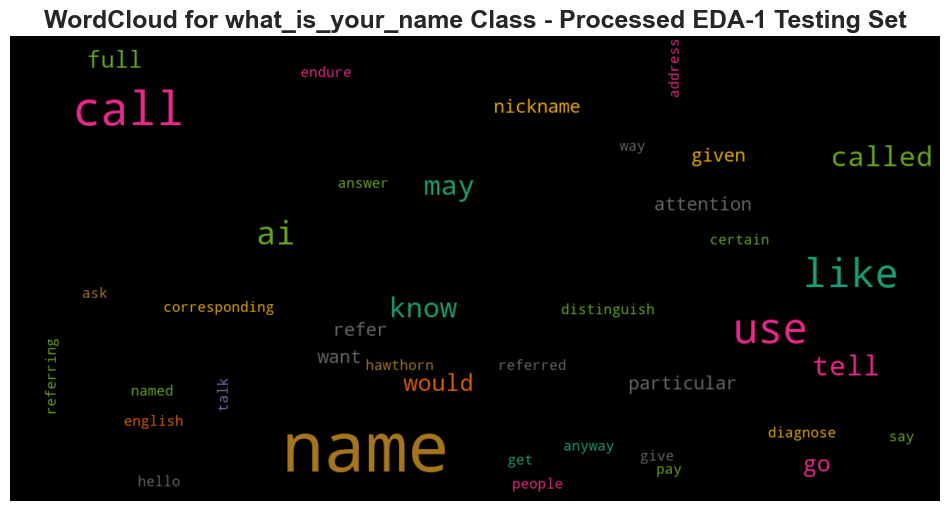 WordCloud for what_is_your_name Class - Processed EDA-1 Testing Set
full
endure
address
call
nickname
way
given
called
answer
may
attention
ai
certain
like
ask
corresponding
know
distinguish
use
refer
want
hawthorn
referred
tell
referring
named
talk
would
particular
english
name
anyway
diagnose
say
get
give
pay
go
hello
people